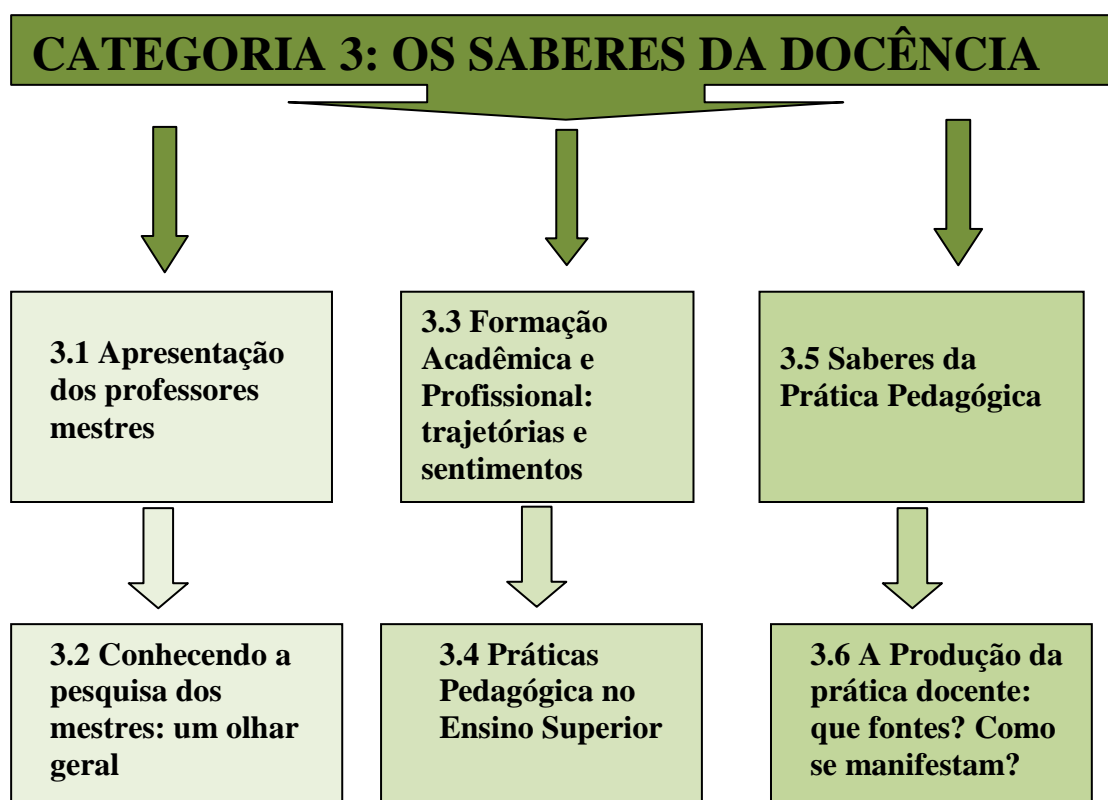 CATEGORIA 3: OS SABERES DA DOCÊNCIA
3.1 Apresentação
dos professores
mestres
3.2 Conhecendo a
pesquisa dos
mestres: um olhar
geral
3.3 Formação
Acadêmica e
Profissional:
trajetórias e
sentimentos
3.4 Práticas
Pedagógica no
Ensino Superior
3.5 Saberes da
Prática Pedagógica
3.6 A Produção da
prática docente:
que fontes? Como
se manifestam?